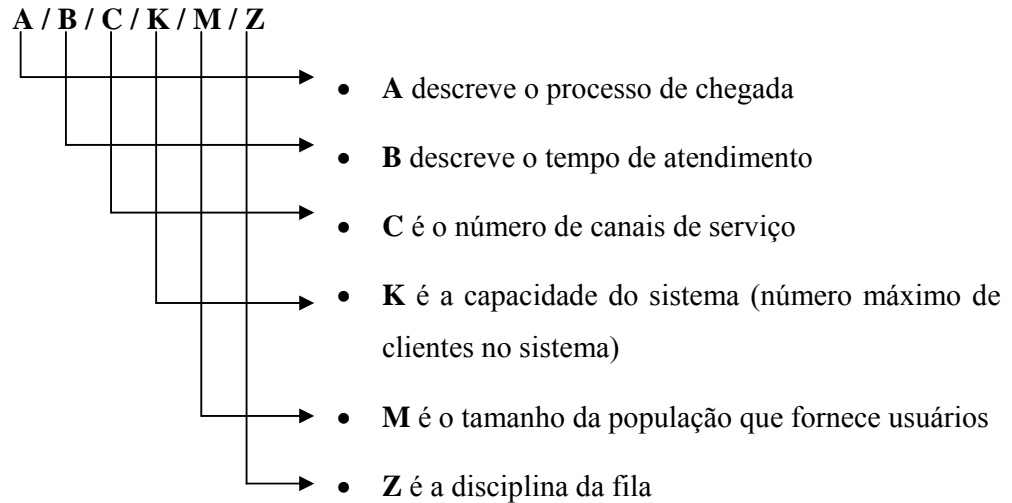 A / B / C / K / M / Z
• A descreve o processo de chegada
• B descreve o tempo de atendimento
• C é o número de canais de serviço
• K é a capacidade do sistema (número máximo de
clientes no sistema)
• M é o tamanho da população que fornece usuários
• Z é a disciplina da fila